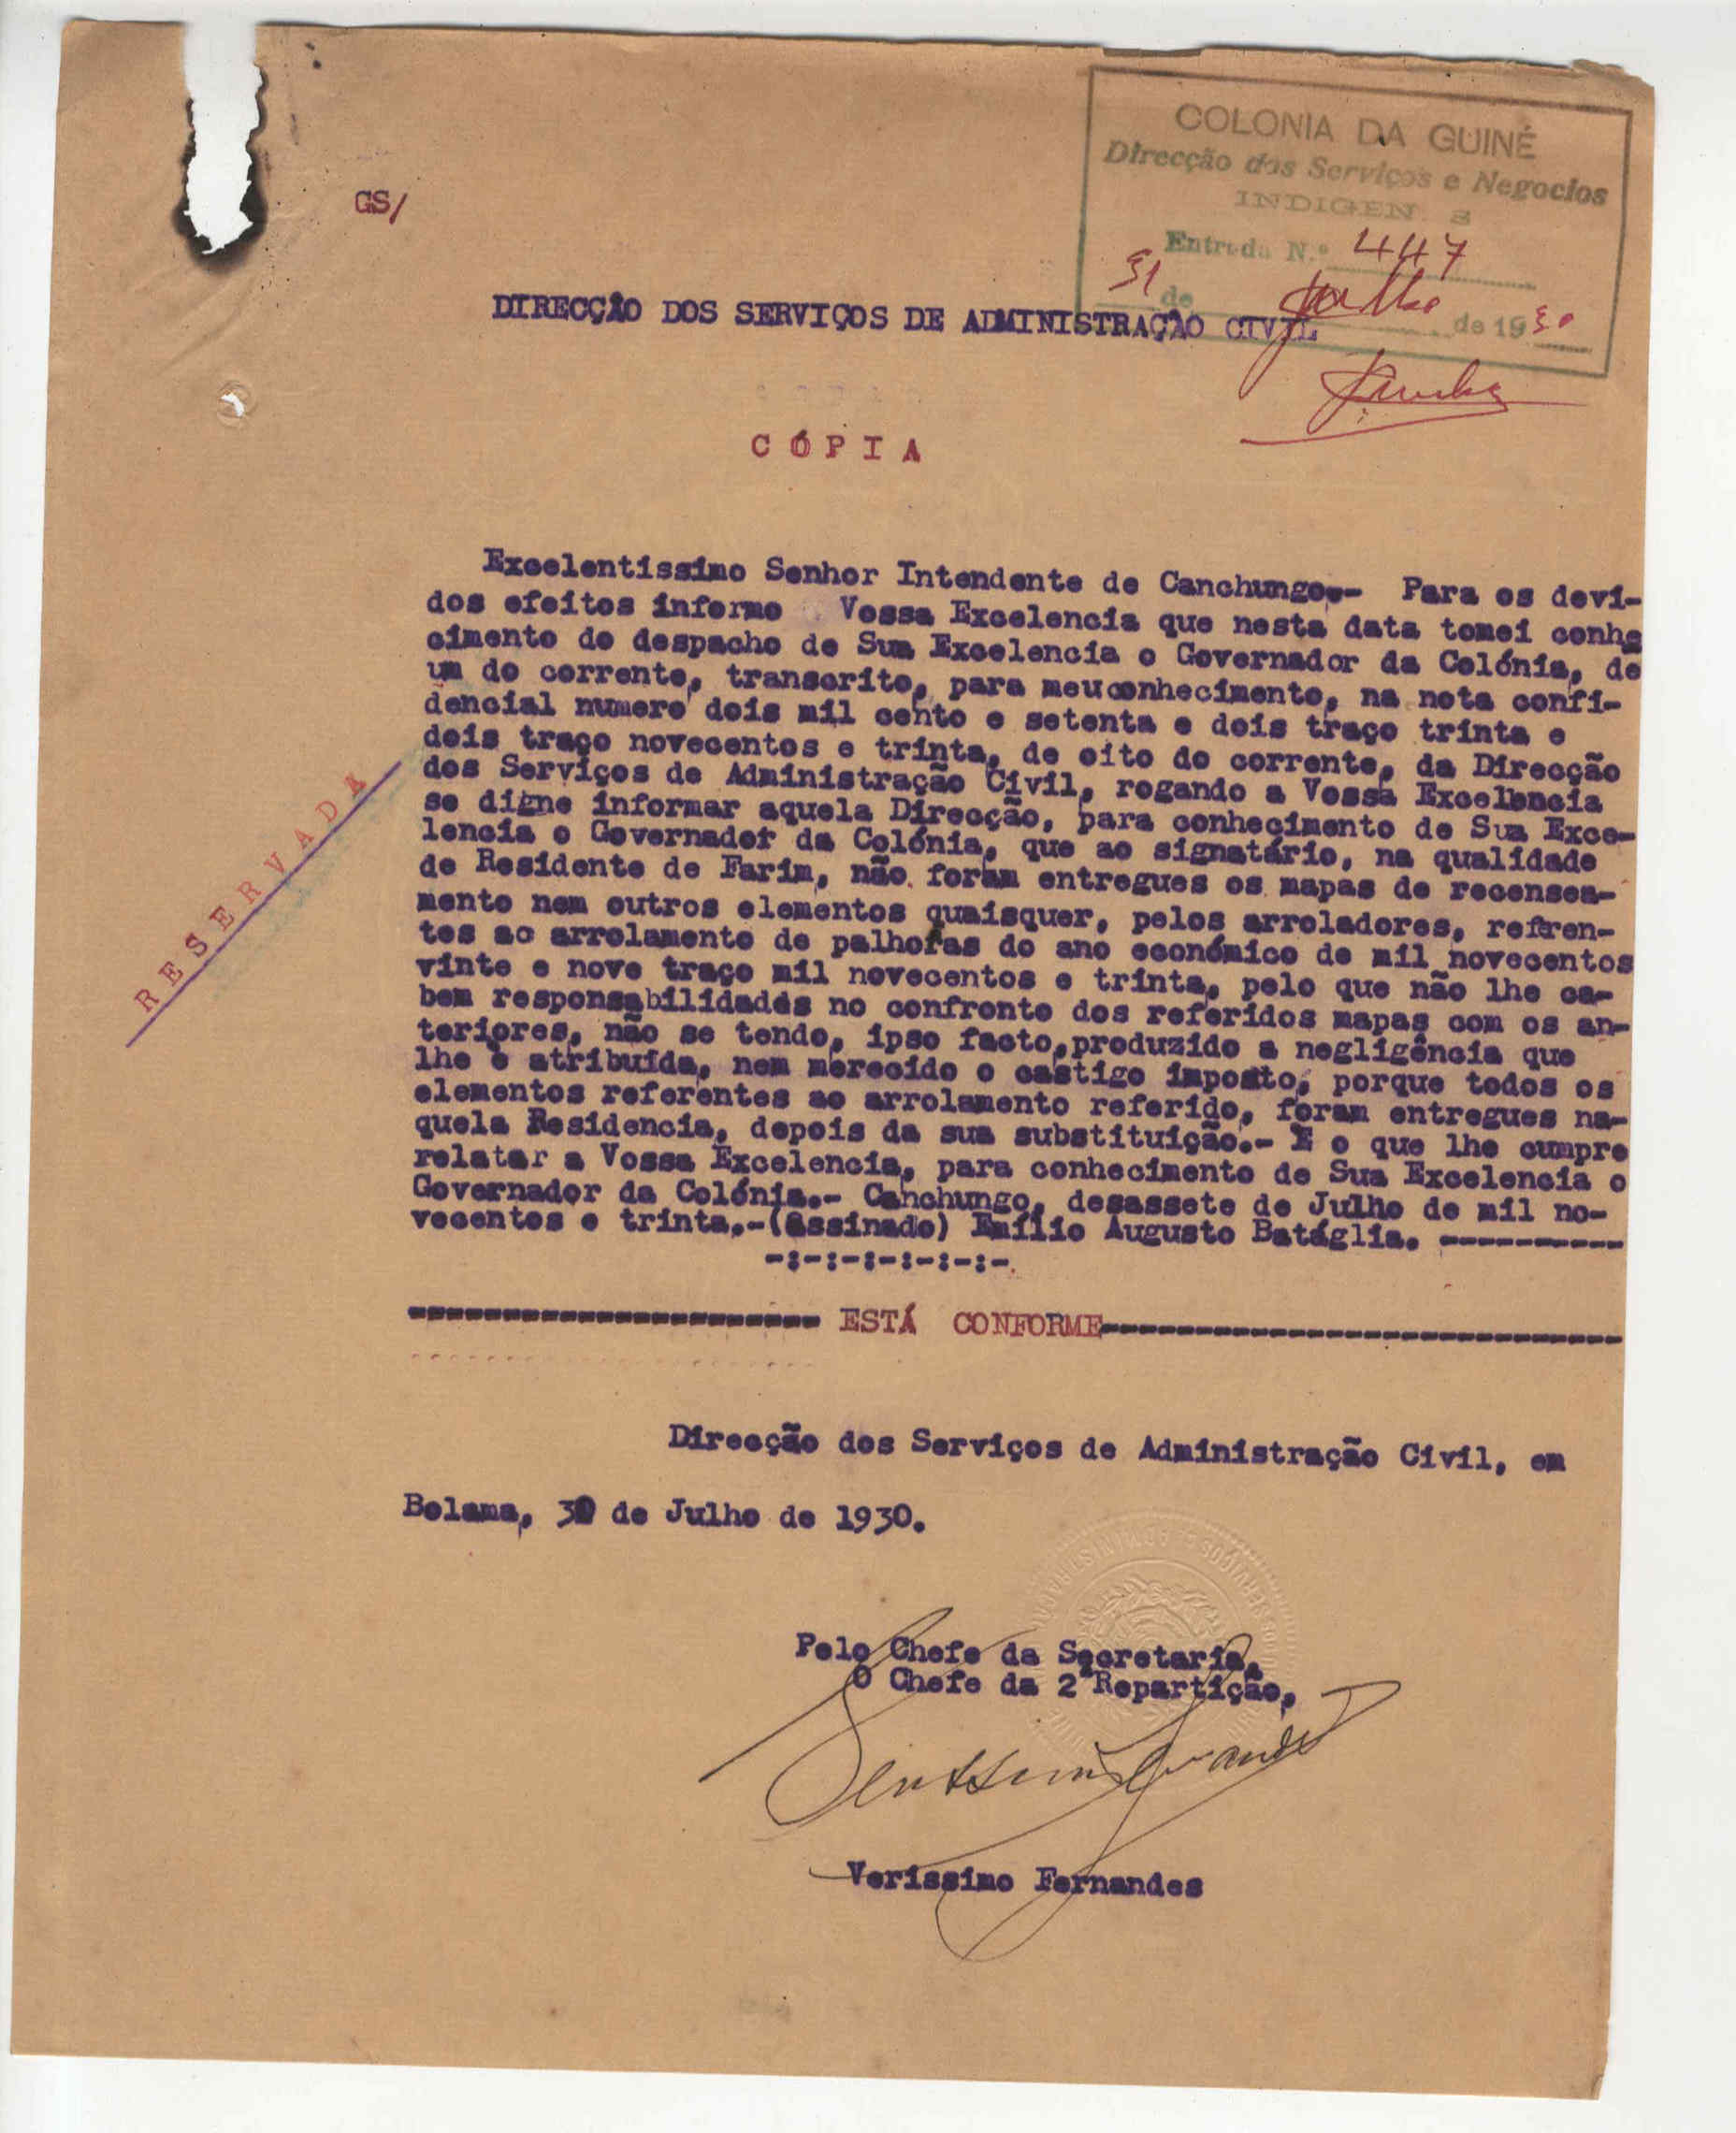 COLONIA DA GUINÉ
Direcção dos Serviços e Negocios
INDIGEN S
Entrada N.º 447
31 de Julho de 1930
GS/
DIRECÇÃO DOS SERVIÇOS DE ADMINISTRAÇÃO CIVIL
CÓPIA
RESERVADA
Excelentissimo Senhor Intendente de Canchungo.- Para os devi-
dos efeitos informo Vossa Excelencia que nesta data tomei conhe
cimento do despacho de Sua Excelencia o Governador da Colónia, de
um do corrente, transcrito, para meuconhecimento, na nota confi-
dencial numero dois mil cento e setenta e dois traço trinta e
dois traço novecentos e trinta, de oito do corrente, da Direcção
dos Serviços de Administração Civil, rogando a Vossa Excelencia
se digne informar aquela Direcção, para conhecimento de Sua Exce-
lencia o Governador da Colónia, que ao signatário, na qualidade
de Residente de Farim, não foram entregues os mapas de recensea-
mento nem outros elementos quaisquer, pelos arroladores, refren-
tes ao arrolamento de palhotas do ano económico de mil novecentos
vinte e nove traço mil novecentos e trinta, pelo que não lhe ca-
bem responsabilidades no confronto dos referidos mapas com os an-
teriores, não se tendo, ipso facto,produzido a negligência que
lhe é atribuída, nem merecido o castigo imposto, porque todos os
elementos referentes ao arrolamento referido, foram entregues na-
quela Residencia, depois da sua substituição.- E o que lhe cumpre
relatar a Vossa Excelencia, para conhecimento de Sua Excelencia o
Governador da Colónia.- Canchungo, desassete de Julho de mil no-
vecentos e trinta.-(Assinado) Emílio Augusto Batáglia. ----------
-:-:-:-:-:-:-.
---------------------- ESTÁ CONFORME----------------------------
Direcção dos Serviços de Administração Civil, em
Bolama, 30 de Julho de 1930.
Pelo Chefe da Secretaria,
O Chefe da 2ª Repartição,
Verissimo Fernandes
Verissimo Fernandes